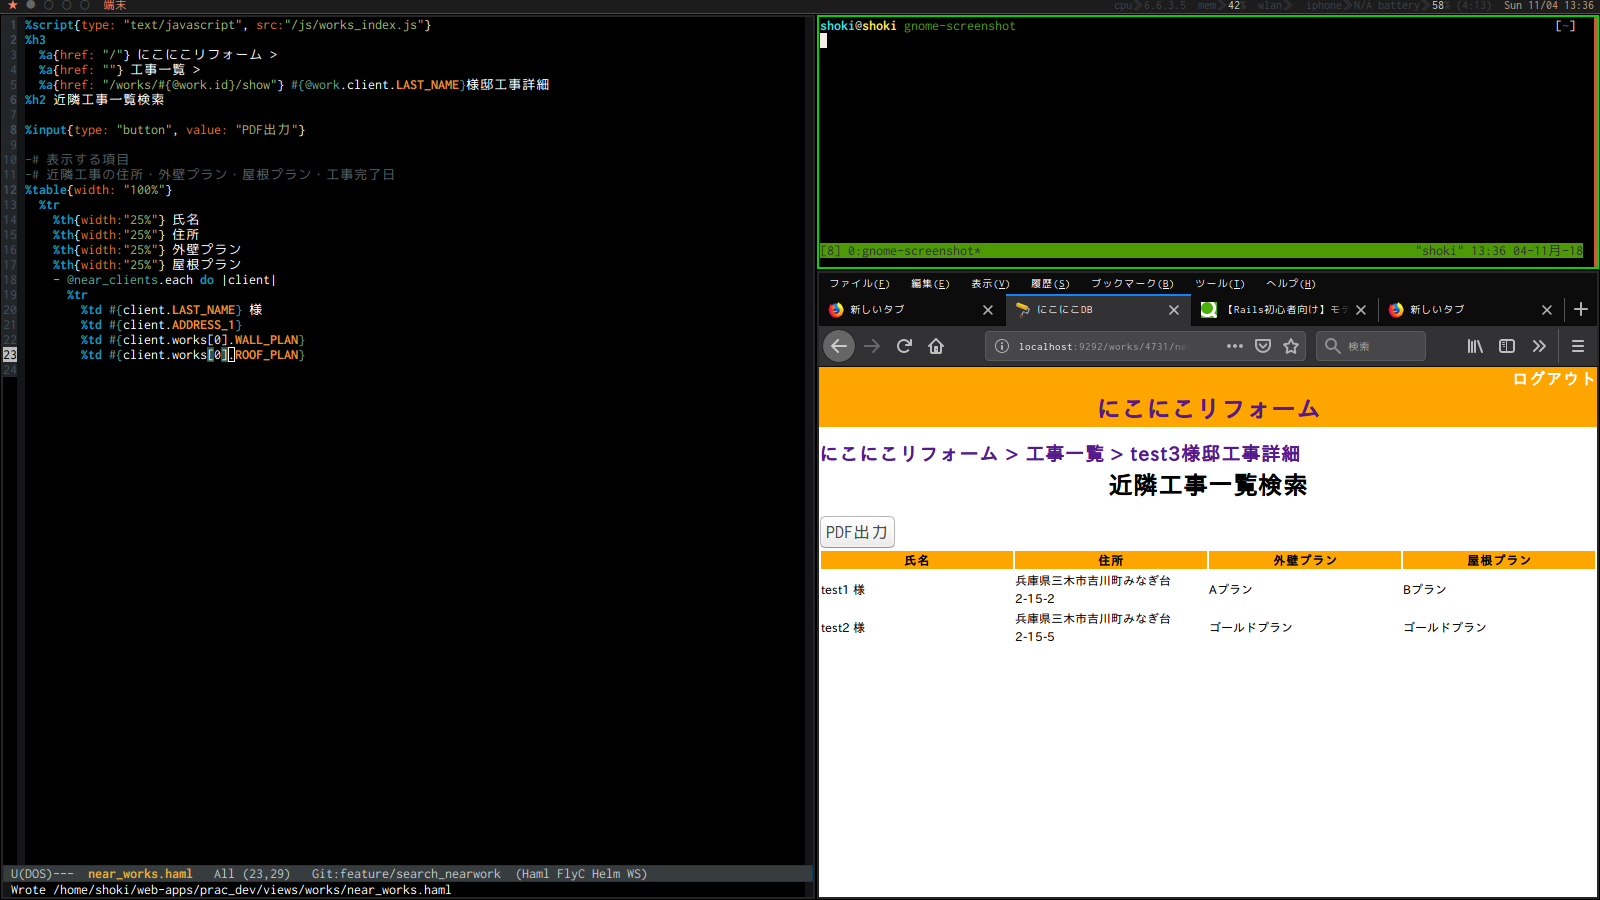 端末
cpu 6.6.3.5 mem 42% wlan iphone N/A battery 58% (4:13) Sun 11/04 13:36
1 %script{type: "text/javascript", src:"/js/works_index.js"}
2 %h3
3 %a{href: "/"} にこにこリフォーム >
4 %a{href: ""} 工事一覧 >
5 %a{href: "/works/#{@work.id}/show"} #{@work.client.LAST_NAME}様邸工事詳細
6 %h2 近隣工事一覧検索
7
8 %input{type: "button", value: "PDF出力"}
9
10 -# 表示する項目
11 -# 近隣工事の住所・外壁プラン・屋根プラン・工事完了日
12 %table{width: "100%"}
13 %tr
14 %th{width:"25%"} 氏名
15 %th{width:"25%"} 住所
16 %th{width:"25%"} 外壁プラン
17 %th{width:"25%"} 屋根プラン
18 - @near_clients.each do |client|
19 %tr
20 %td #{client.LAST_NAME} 様
21 %td #{client.ADDRESS_1}
22 %td #{client.works[0].WALL_PLAN}
23 %td #{client.works[0].ROOF_PLAN}
24
U(DOS)--- near_works.haml All (23,29) Git:feature/search_nearwork (Haml FlyC Helm WS)
Wrote /home/shoki/web-apps/prac_dev/views/works/near_works.haml
shoki@shoki gnome-screenshot [~]
[8] 0:gnome-screenshot* "shoki" 13:36 04-11月-18
ファイル(F) 編集(E) 表示(V) 履歴(S) ブックマーク(B) ツール(T) ヘルプ(H)
新しいタブ にこにこDB 【Rails初心者向け】モデ 新しいタブ
localhost:9292/works/4731/ne 検索
ログアウト
にこにこリフォーム
にこにこリフォーム > 工事一覧 > test3様邸工事詳細
近隣工事一覧検索
PDF出力
氏名 住所 外壁プラン 屋根プラン
test1 様 兵庫県三木市吉川町みなぎ台2-15-2 Aプラン Bプラン
test2 様 兵庫県三木市吉川町みなぎ台2-15-5 ゴールドプラン ゴールドプラン